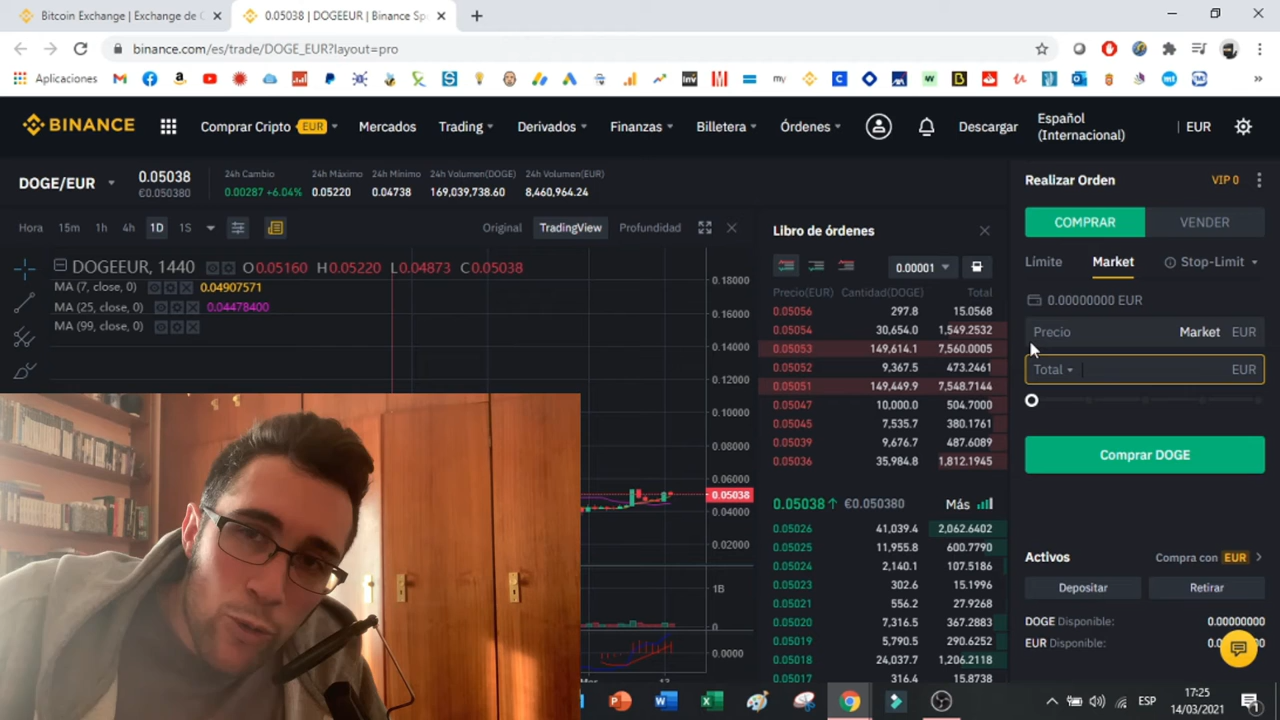 Bitcoin Exchange | Exchange de C
0.05038 | DOGEEUR | Binance Sp
binance.com/es/trade/DOGE_EUR?layout=pro
Aplicaciones
BINANCE
Comprar Cripto EUR
Mercados
Trading
Derivados
Finanzas
Billetera
Órdenes
Descargar
Español
(Internacional)
EUR
DOGE/EUR
0.05038
€0.050380
24h Cambio
0.00287 +6.04%
24h Máximo
0.05220
24h Mínimo
0.04738
24h Volumen(DOGE)
169,039,738.60
24h Volumen(EUR)
8,460,964.24
Hora 15m 1h 4h 1D 1S
Original TradingView Profundidad
DOGEEUR, 1440 O0.05160 H0.05220 L0.04873 C0.05038
MA (7, close, 0) 0.04907571
MA (25, close, 0) 0.04478400
MA (99, close, 0)
0.18000
0.16000
0.14000
0.12000
0.10000
0.08000
0.06000
0.05038
0.04000
0.02000
1B
0
0.0000
Mar 13
Libro de órdenes
0.00001
Precio(EUR) Cantidad(DOGE) Total
0.05056 297.8 15.0568
0.05054 30,654.0 1,549.2532
0.05053 149,614.1 7,560.0005
0.05052 9,367.5 473.2461
0.05051 149,449.9 7,548.7144
0.05047 10,000.0 504.7000
0.05045 7,535.7 380.1761
0.05039 9,676.7 487.6089
0.05036 35,984.8 1,812.1945
0.05038 €0.050380 Más
0.05026 41,039.4 2,062.6402
0.05025 11,955.8 600.7790
0.05024 2,140.1 107.5186
0.05023 302.6 15.1996
0.05021 556.2 27.9268
0.05020 7,316.5 367.2883
0.05019 5,790.5 290.6252
0.05018 24,037.7 1,206.2118
0.05017 316.4 15.8738
Realizar Orden VIP 0
COMPRAR VENDER
Límite Market Stop-Limit
0.00000000 EUR
Precio Market EUR
Total EUR
Comprar DOGE
Activos Compra con EUR
Depositar Retirar
DOGE Disponible: 0.00000000
EUR Disponible:
ESP
17:25
14/03/2021